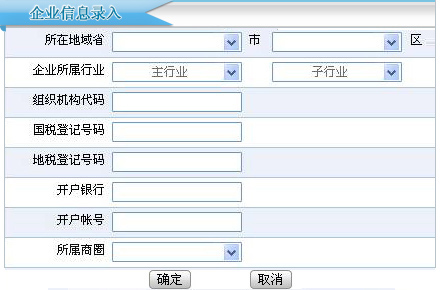 企业信息录入
所在地域省 市 区
企业所属行业 主行业 子行业
组织机构代码
国税登记号码
地税登记号码
开户银行
开户帐号
所属商圈
确定 取消